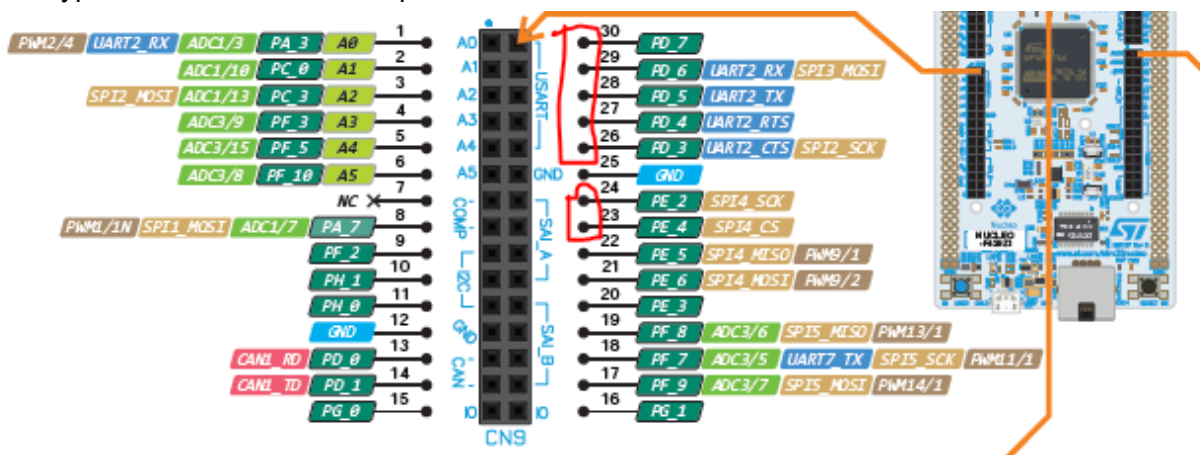 PWM2/4 UART2_RX ADC1/3 PA_3 A0 1 A0 30 PD_7
ADC1/10 PC_0 A1 2 A1 29 PD_6 UART2_RX SPI3_MOSI
SPI2_MOSI ADC1/13 PC_3 A2 3 A2 28 PD_5 UART2_TX
ADC3/9 PF_3 A3 4 A3 27 PD_4 UART2_RTS
ADC3/15 PF_5 A4 5 A4 26 PD_3 UART2_CTS SPI2_SCK
ADC3/8 PF_10 A5 6 A5 GND 25 GND
NC 7 24 PE_2 SPI4_SCK
PWM1/1N SPI1_MOSI ADC1/7 PA_7 8 23 PE_4 SPI4_CS
PF_2 9 22 PE_5 SPI4_MISO PWM9/1
PH_1 10 21 PE_6 SPI4_MOSI PWM9/2
PH_0 11 20 PE_3
GND 12 GND 19 PF_8 ADC3/6 SPI5_MISO PWM13/1
CAN1_RD PD_0 13 18 PF_7 ADC3/5 UART7_TX SPI5_SCK PWM11/1
CAN1_TD PD_1 14 17 PF_9 ADC3/7 SPI5_MOSI PWM14/1
PG_0 15 IO IO 16 PG_1
COMP
I2C
CAN
USART
SAI_A
SAI_B
CN9
NUCLEO
ST